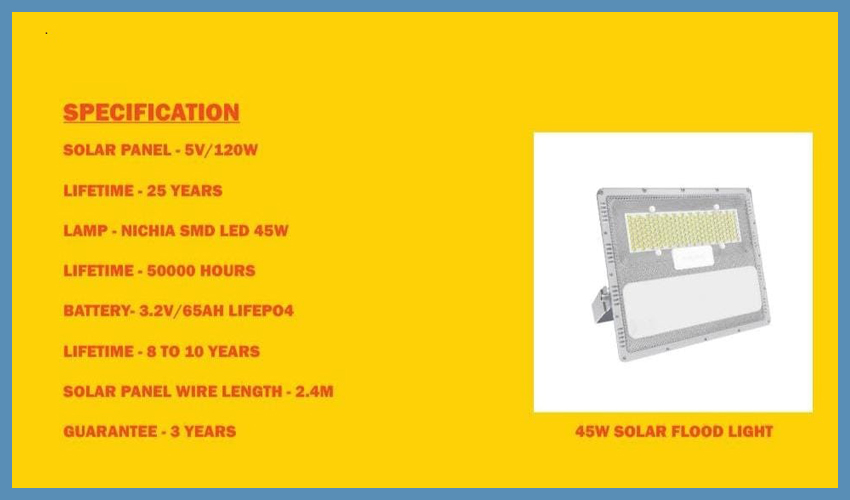 SPECIFICATION
SOLAR PANEL - 5V/120W
LIFETIME - 25 YEARS
LAMP - NICHIA SMD LED 45W
LIFETIME - 50000 HOURS
BATTERY- 3.2V/65AH LIFEPO4
LIFETIME - 8 TO 10 YEARS
SOLAR PANEL WIRE LENGTH - 2.4M
GUARANTEE - 3 YEARS
45W SOLAR FLOOD LIGHT